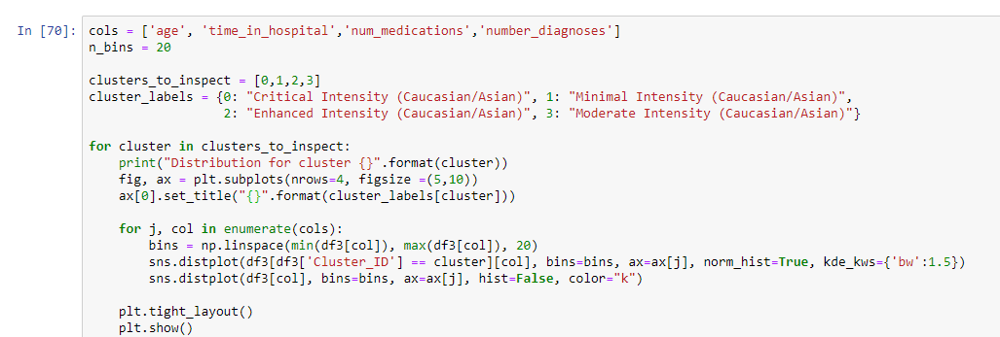 In [70]: cols = ['age', 'time_in_hospital','num_medications','number_diagnoses']
n_bins = 20
clusters_to_inspect = [0,1,2,3]
cluster_labels = {0: "Critical Intensity (Caucasian/Asian)", 1: "Minimal Intensity (Caucasian/Asian)",
2: "Enhanced Intensity (Caucasian/Asian)", 3: "Moderate Intensity (Caucasian/Asian)"}
for cluster in clusters_to_inspect:
print("Distribution for cluster {}".format(cluster))
fig, ax = plt.subplots(nrows=4, figsize =(5,10))
ax[0].set_title("{}".format(cluster_labels[cluster]))
for j, col in enumerate(cols):
bins = np.linspace(min(df3[col]), max(df3[col]), 20)
sns.distplot(df3[df3['Cluster_ID'] == cluster][col], bins=bins, ax=ax[j], norm_hist=True, kde_kws={'bw':1.5})
sns.distplot(df3[col], bins=bins, ax=ax[j], hist=False, color="k")
plt.tight_layout()
plt.show()